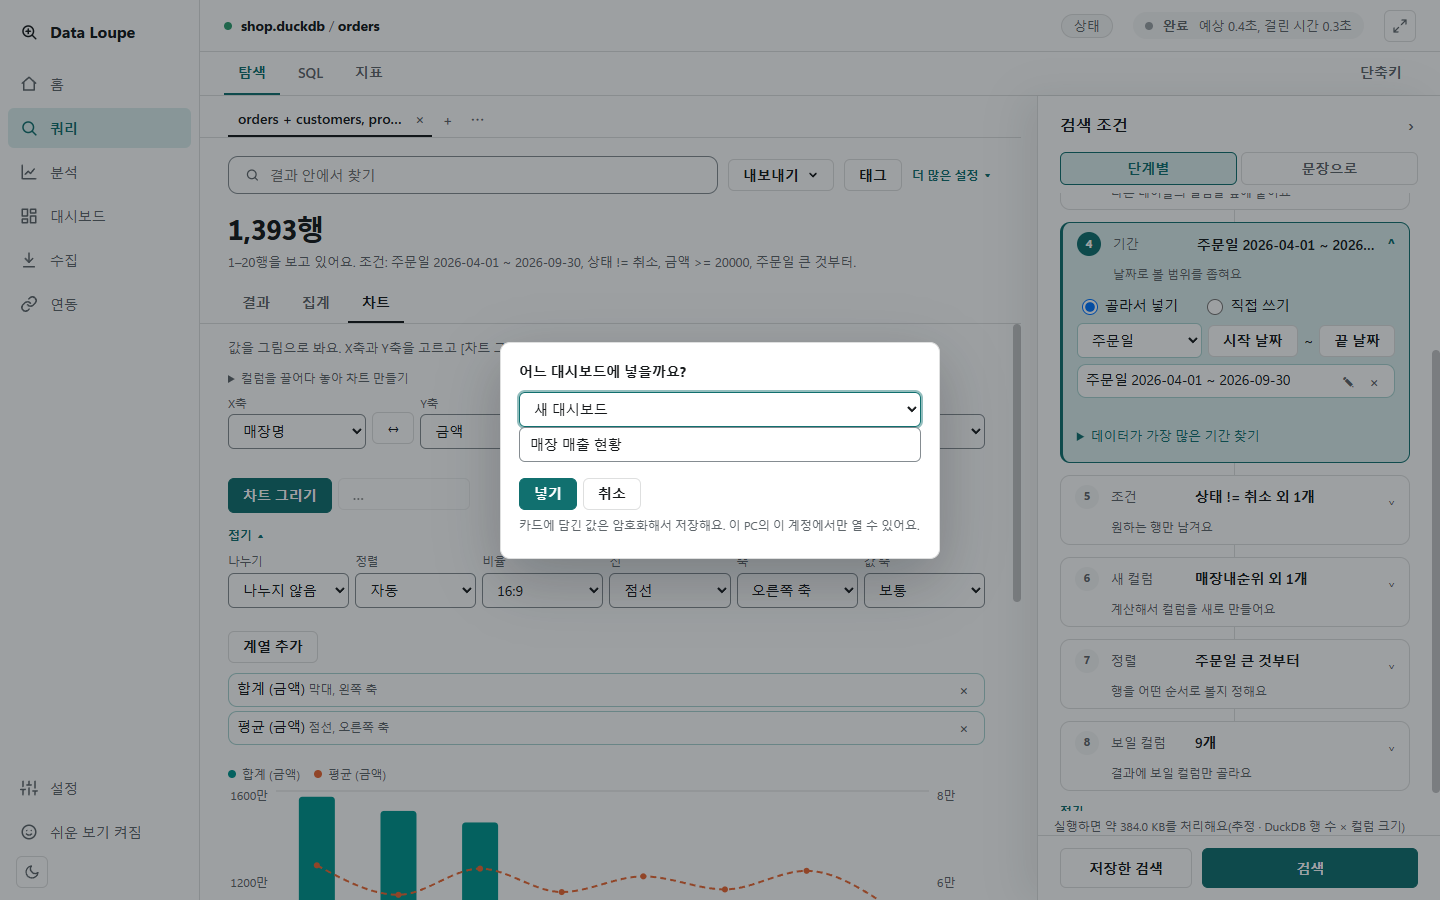 Data Loupe
홈
쿼리
분석
대시보드
수집
연동
설정
쉬운 보기 켜짐
shop.duckdb / orders
상태
완료 예상 0.4초, 걸린 시간 0.3초
탐색 SQL 지표
단축키
orders + customers, pro... × + ⋯
결과 안에서 찾기
내보내기
태그
더 많은 설정
1,393행
1–20행을 보고 있어요. 조건: 주문일 2026-04-01 ~ 2026-09-30, 상태 != 취소, 금액 >= 20000, 주문일 큰 것부터.
결과 집계 차트
값을 그림으로 봐요. X축과 Y축을 고르고 [차트
컬럼을 끌어다 놓아 차트 만들기
X축
Y축
매장명
↔
금액
차트 그리기
...
접기
나누기 정렬 비율 선 축 값 축
나누지 않음 자동 16:9 점선 오른쪽 축 보통
계열 추가
합계 (금액) 막대, 왼쪽 축 ×
평균 (금액) 점선, 오른쪽 축 ×
합계 (금액) 평균 (금액)
1600만
8만
1200만
6만
어느 대시보드에 넣을까요?
새 대시보드
매장 매출 현황
넣기
취소
카드에 담긴 값은 암호화해서 저장해요. 이 PC의 이 계정에서만 열 수 있어요.
검색 조건
단계별
문장으로
4 기간 주문일 2026-04-01 ~ 2026...
날짜로 볼 범위를 좁혀요
골라서 넣기 직접 쓰기
주문일 시작 날짜 ~ 끝 날짜
주문일 2026-04-01 ~ 2026-09-30 ×
데이터가 가장 많은 기간 찾기
5 조건 상태 != 취소 외 1개
원하는 행만 남겨요
6 새 컬럼 매장내순위 외 1개
계산해서 컬럼을 새로 만들어요
7 정렬 주문일 큰 것부터
행을 어떤 순서로 볼지 정해요
8 보일 컬럼 9개
결과에 보일 컬럼만 골라요
접기
실행하면 약 384.0 KB를 처리해요(추정 · DuckDB 행 수 × 컬럼 크기)
저장한 검색
검색